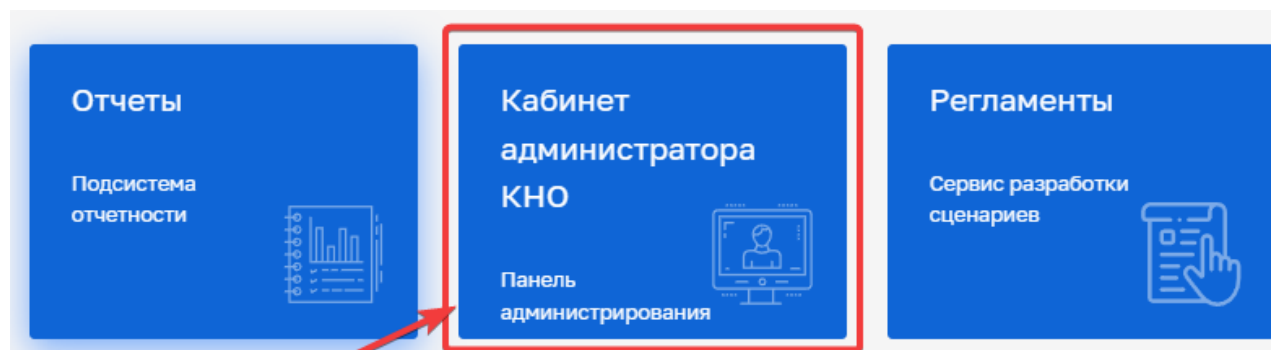 Отчеты
Подсистема
отчетности
Кабинет
администратора
КНО
Панель
администрирования
Регламенты
Сервис разработки
сценариев